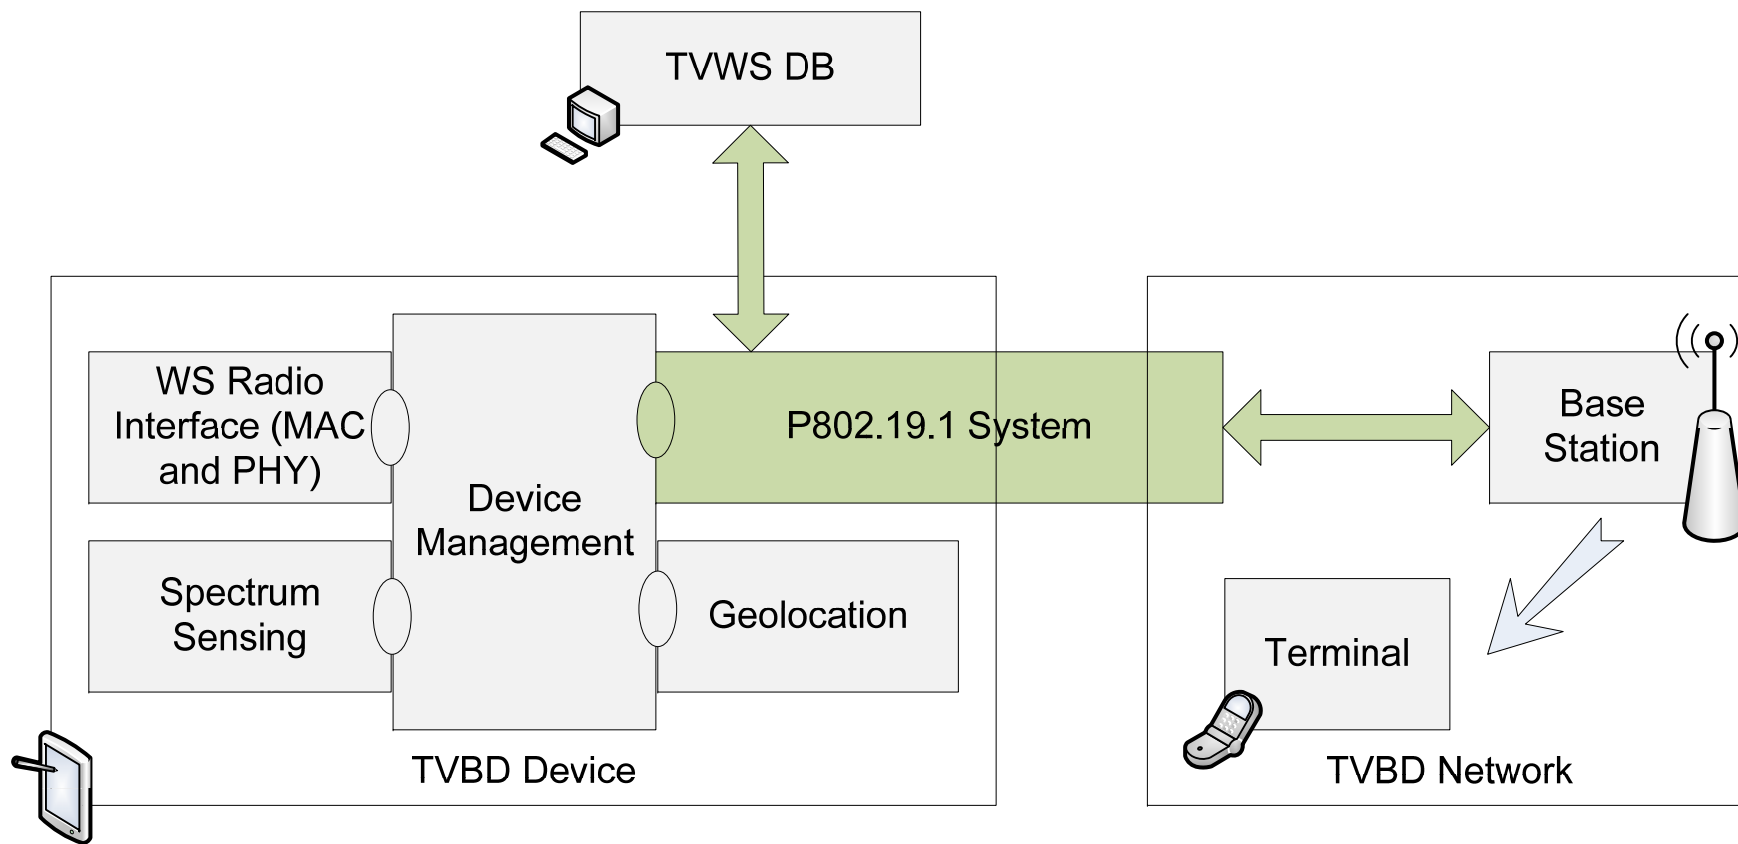 TVWS DB
WS Radio
Interface (MAC
and PHY)
Device
Management
P802.19.1 System
Spectrum
Sensing
Geolocation
TVBD Device
Base
Station
Terminal
TVBD Network